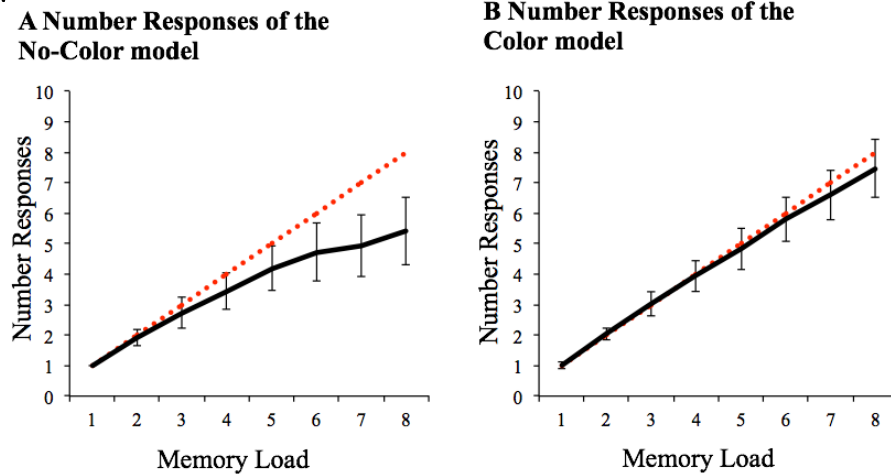 A Number Responses of the
No-Color model
10
9
8
7
6
5
4
3
2
1
0
Number Responses
1 2 3 4 5 6 7 8
Memory Load
B Number Responses of the
Color model
10
9
8
7
6
5
4
3
2
1
0
Number Responses
1 2 3 4 5 6 7 8
Memory Load